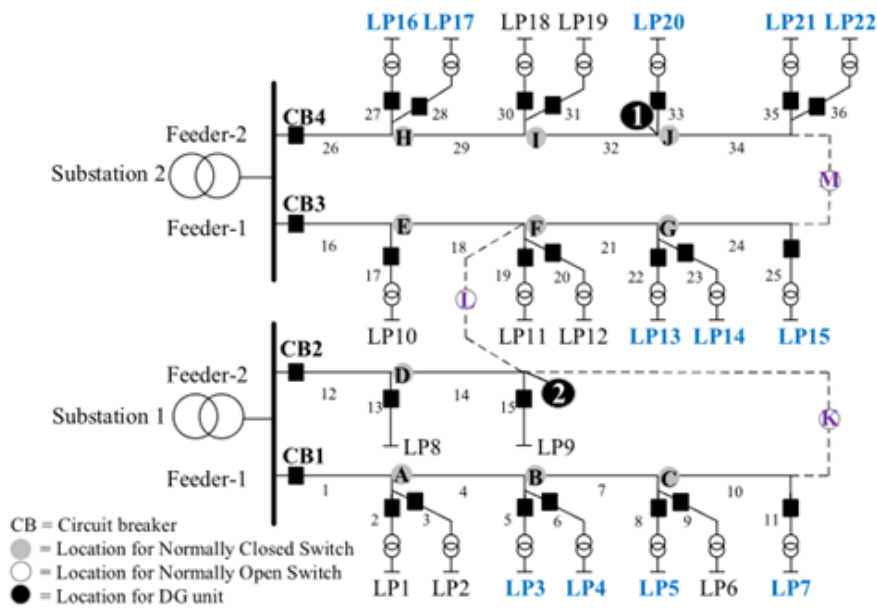 LP16 LP17 LP18 LP19 LP20 LP21 LP22
27 28 30 31 1 33 35 36
CB4
Feeder-2
26 H 29 I 32 J 34
Substation 2
M
CB3
Feeder-1
E F G
16 18 21 24
17 19 20 22 23 25
L
LP10 LP11 LP12 LP13 LP14 LP15
CB2
Feeder-2
D
12 14 2
13 15
Substation 1
K
LP8 LP9
CB1
Feeder-1
A B C
1 4 7 10
2 3 5 6 8 9 11
CB = Circuit breaker
= Location for Normally Closed Switch
= Location for Normally Open Switch
= Location for DG unit
LP1 LP2 LP3 LP4 LP5 LP6 LP7